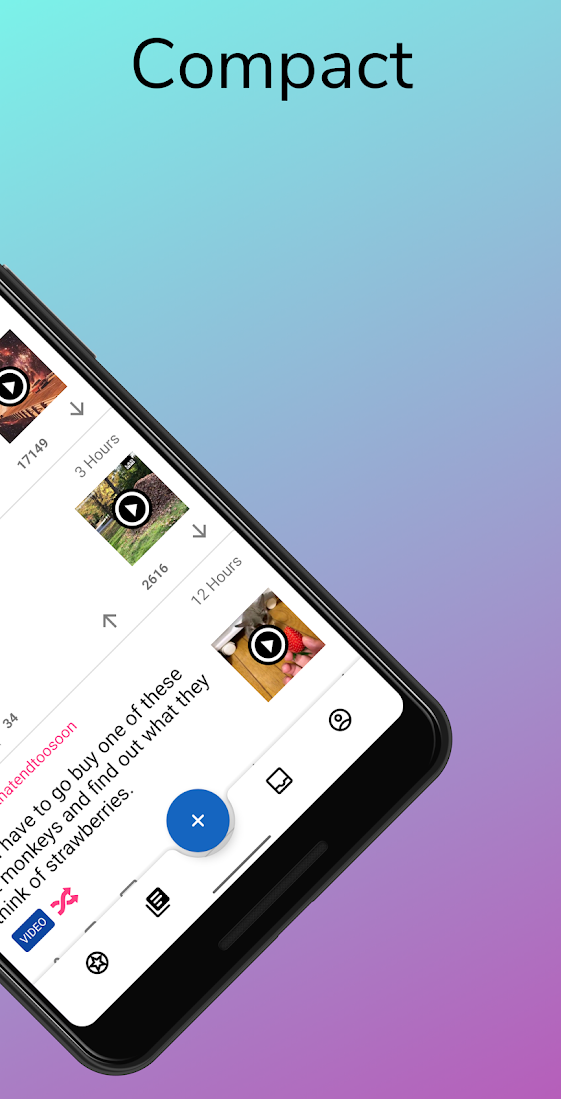 Compact
17149
3 Hours
2616
12 Hours
34
natendtoosoon
have to go buy one of these
monkeys and find out what they
think of strawberries.
VIDEO